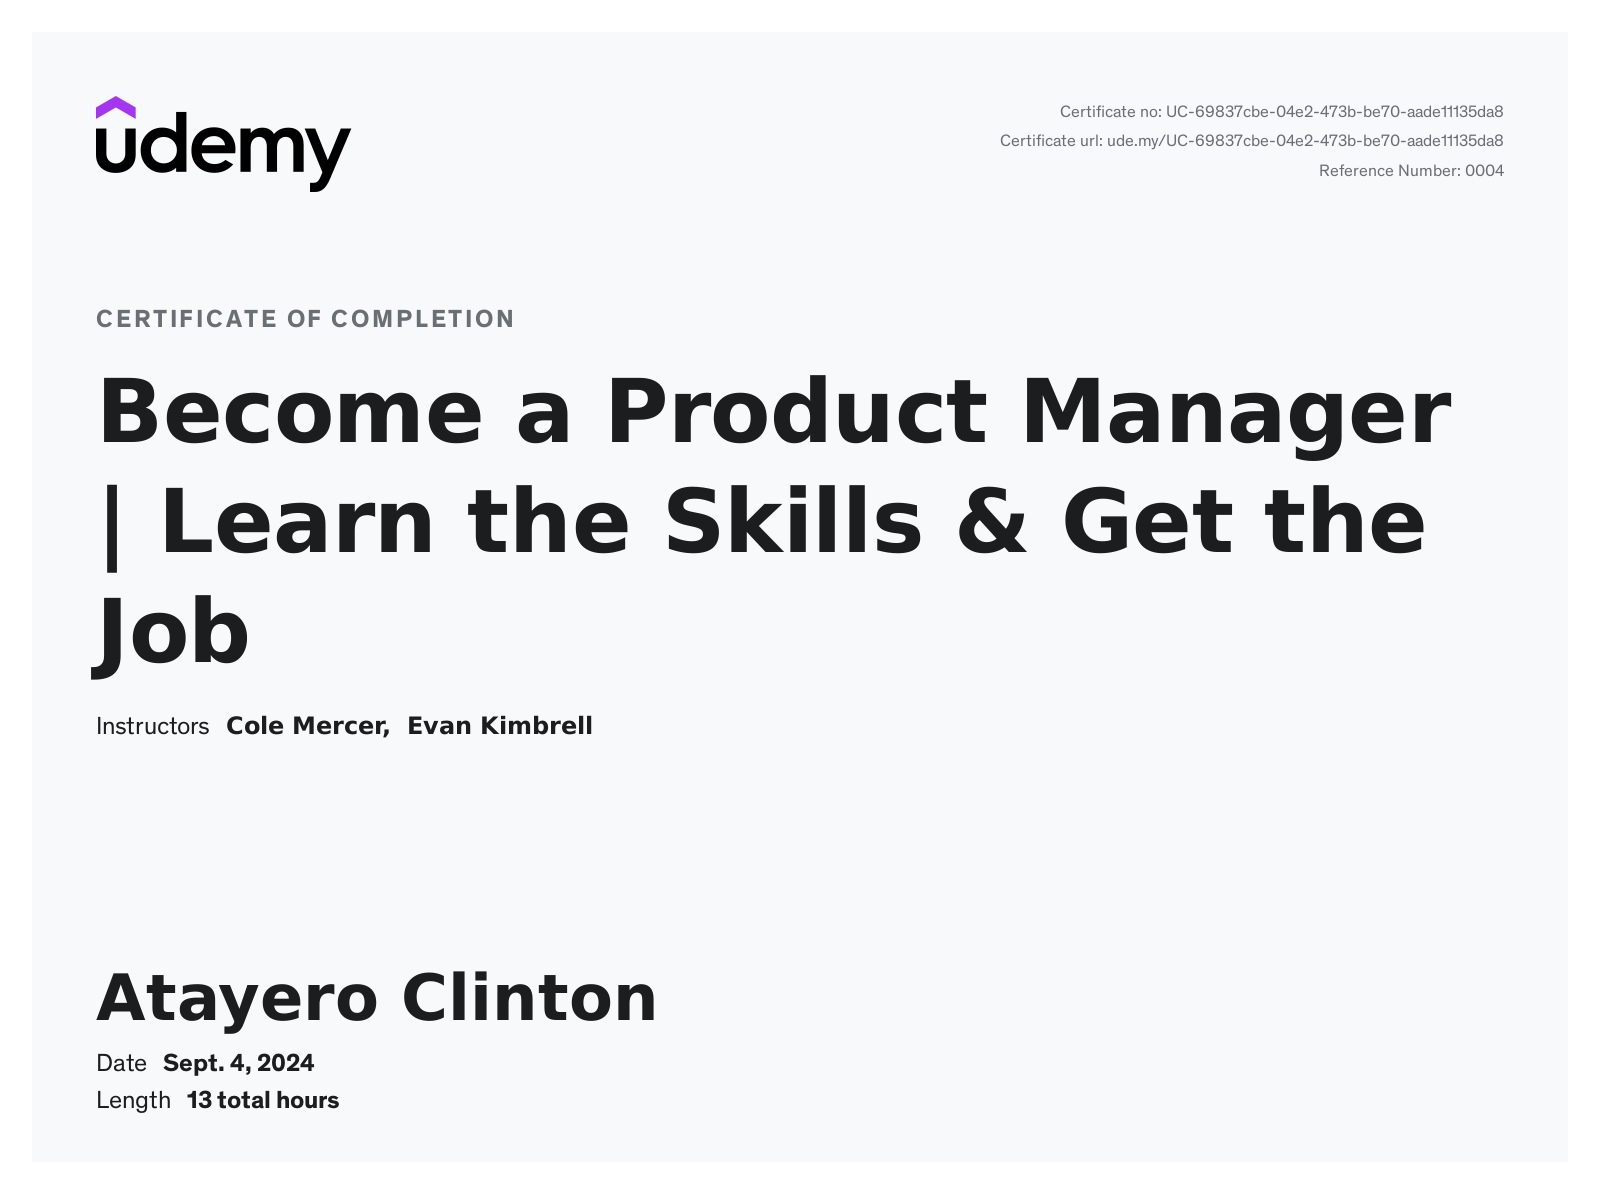 udemy
Certificate no: UC-69837cbe-04e2-473b-be70-aade11135da8
Certificate url: ude.my/UC-69837cbe-04e2-473b-be70-aade11135da8
Reference Number: 0004
CERTIFICATE OF COMPLETION
Become a Product Manager
| Learn the Skills & Get the
Job
Instructors Cole Mercer, Evan Kimbrell
Atayero Clinton
Date Sept. 4, 2024
Length 13 total hours